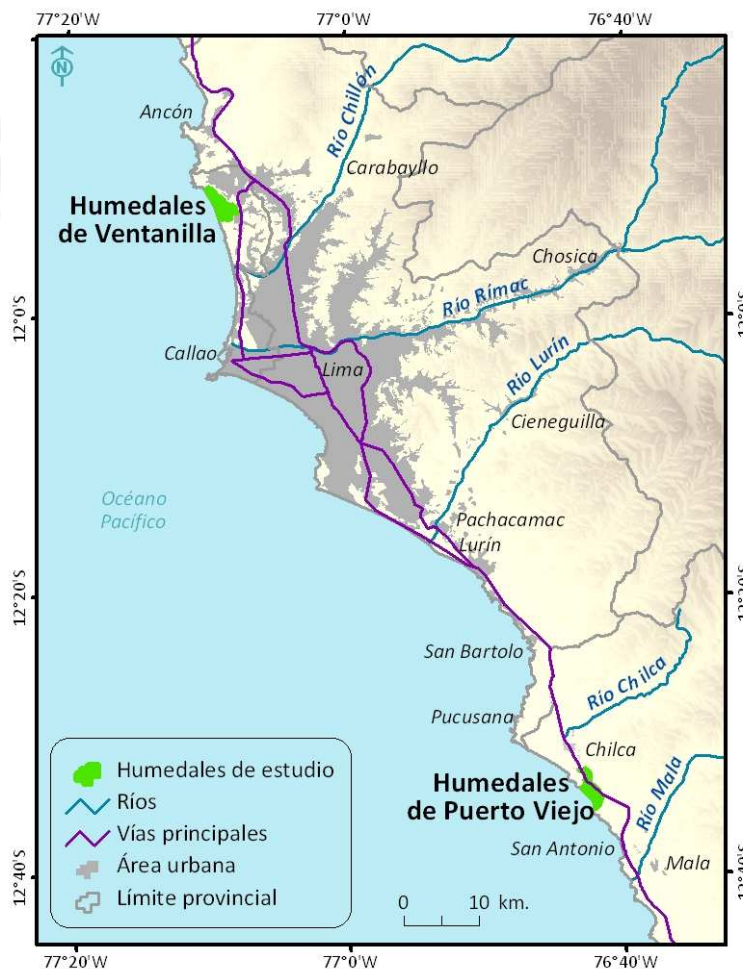 77°20'W 77°0'W 76°40'W
N
Ancón
Río Chillón
Carabayllo
Humedales
de Ventanilla
Chosica
12°0'S
12°0'S
Río Rímac
Callao
Lima
Río Lurín
Cieneguilla
Océano
Pacífico
Pachacamac
Lurín
12°20'S
12°20'S
San Bartolo
Río Chilca
Pucusana
Chilca
Humedales
de Puerto Viejo
Río Mala
San Antonio
Mala
12°40'S
12°40'S
Humedales de estudio
Ríos
Vías principales
Área urbana
Límite provincial
0 10 km.
77°20'W 77°0'W 76°40'W